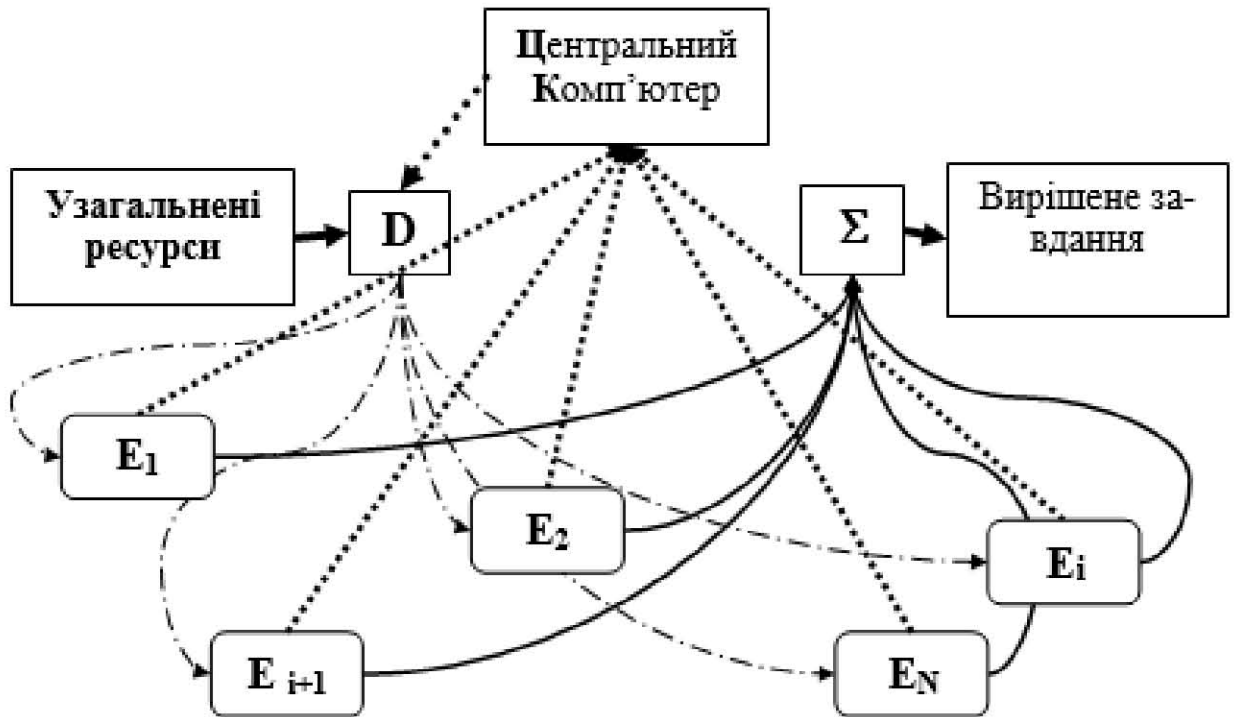 Центральний
Комп’ютер
Узагальнені
ресурси
D
Σ
Вирішене за-
вдання
E1
E2
Ei
E i+1
EN